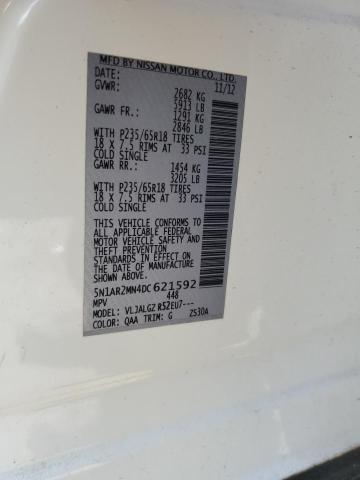 MFD BY NISSAN MOTOR CO., LTD.
DATE: 11/12
GVWR: 2682 KG
5913 LB
GAWR FR.: 1291 KG
2846 LB
WITH P235/65R18 TIRES
18 X 7.5 RIMS AT 33 PSI
COLD SINGLE
GAWR RR.: 1454 KG
3205 LB
WITH P235/65R18 TIRES
18 X 7.5 RIMS AT 33 PSI
COLD SINGLE
THIS VEHICLE CONFORMS TO
ALL APPLICABLE FEDERAL
MOTOR VEHICLE SAFETY
STANDARDS IN EFFECT ON THE
DATE OF MANUFACTURE SHOWN
ABOVE.
5N1AR2MN4DC621592
MPV 448
MODEL: VLJALGZ R52EU7---
COLOR: QAA TRIM: G ZS30A